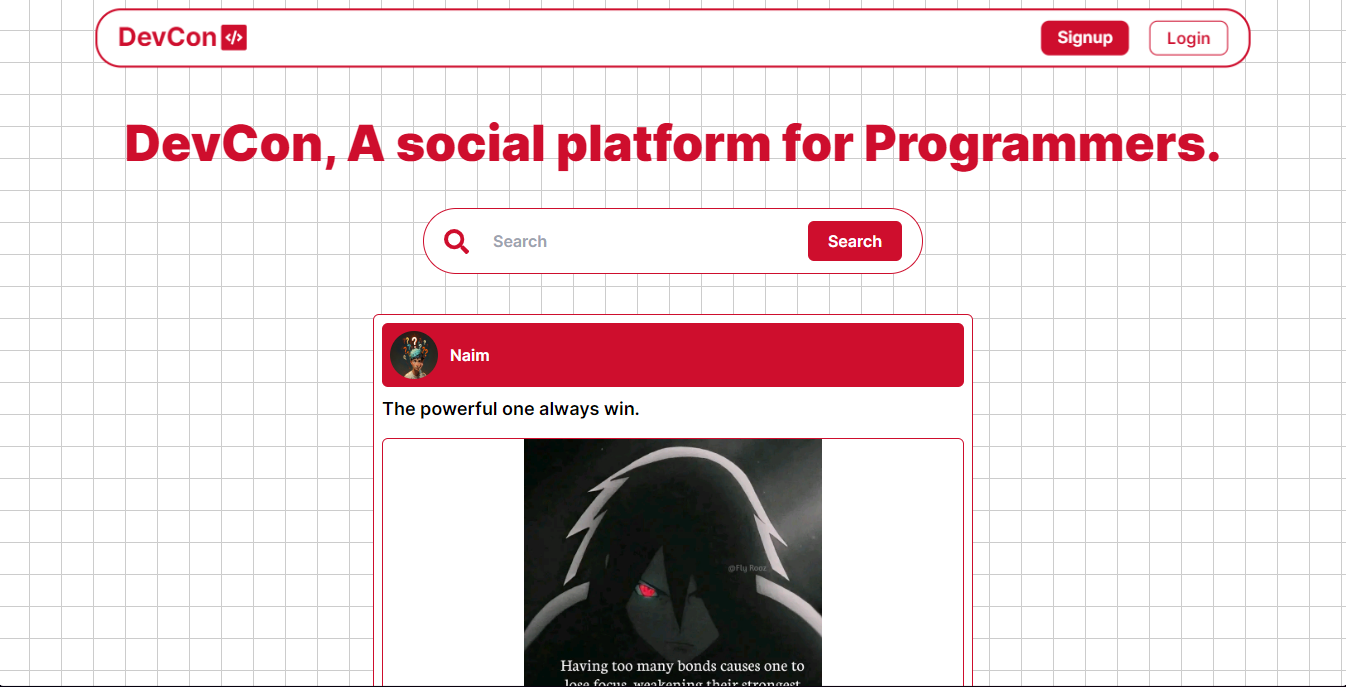 DevCon </>
Signup
Login
DevCon, A social platform for Programmers.
Search
Search
Naim
The powerful one always win.
@Fly Rooz
Having too many bonds causes one to
lose focus, weakening their strongest